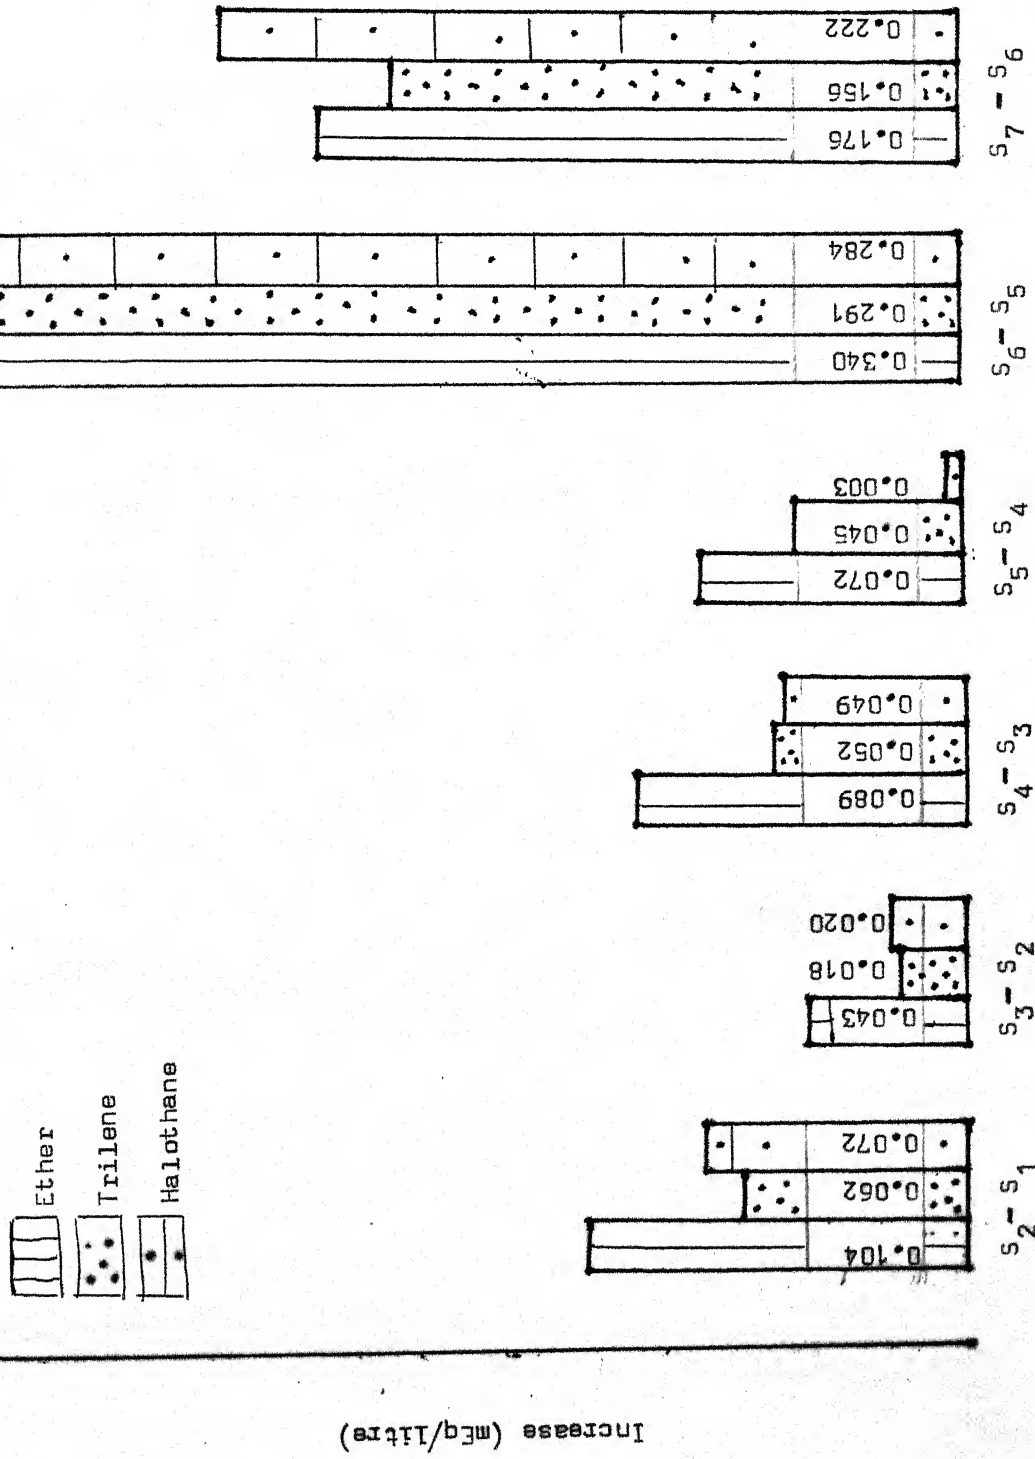 Ether
Trilene
Halothane
Increase (mEq/litre)
0.104
0.062
0.072
S₂ - S₁
0.043
0.018
0.020
S₃ - S₂
0.089
0.052
0.049
S₄ - S₃
0.072
0.045
0.003
S₅ - S₄
0.340
0.291
0.284
S₆ - S₅
0.176
0.156
0.222
S₇ - S₆